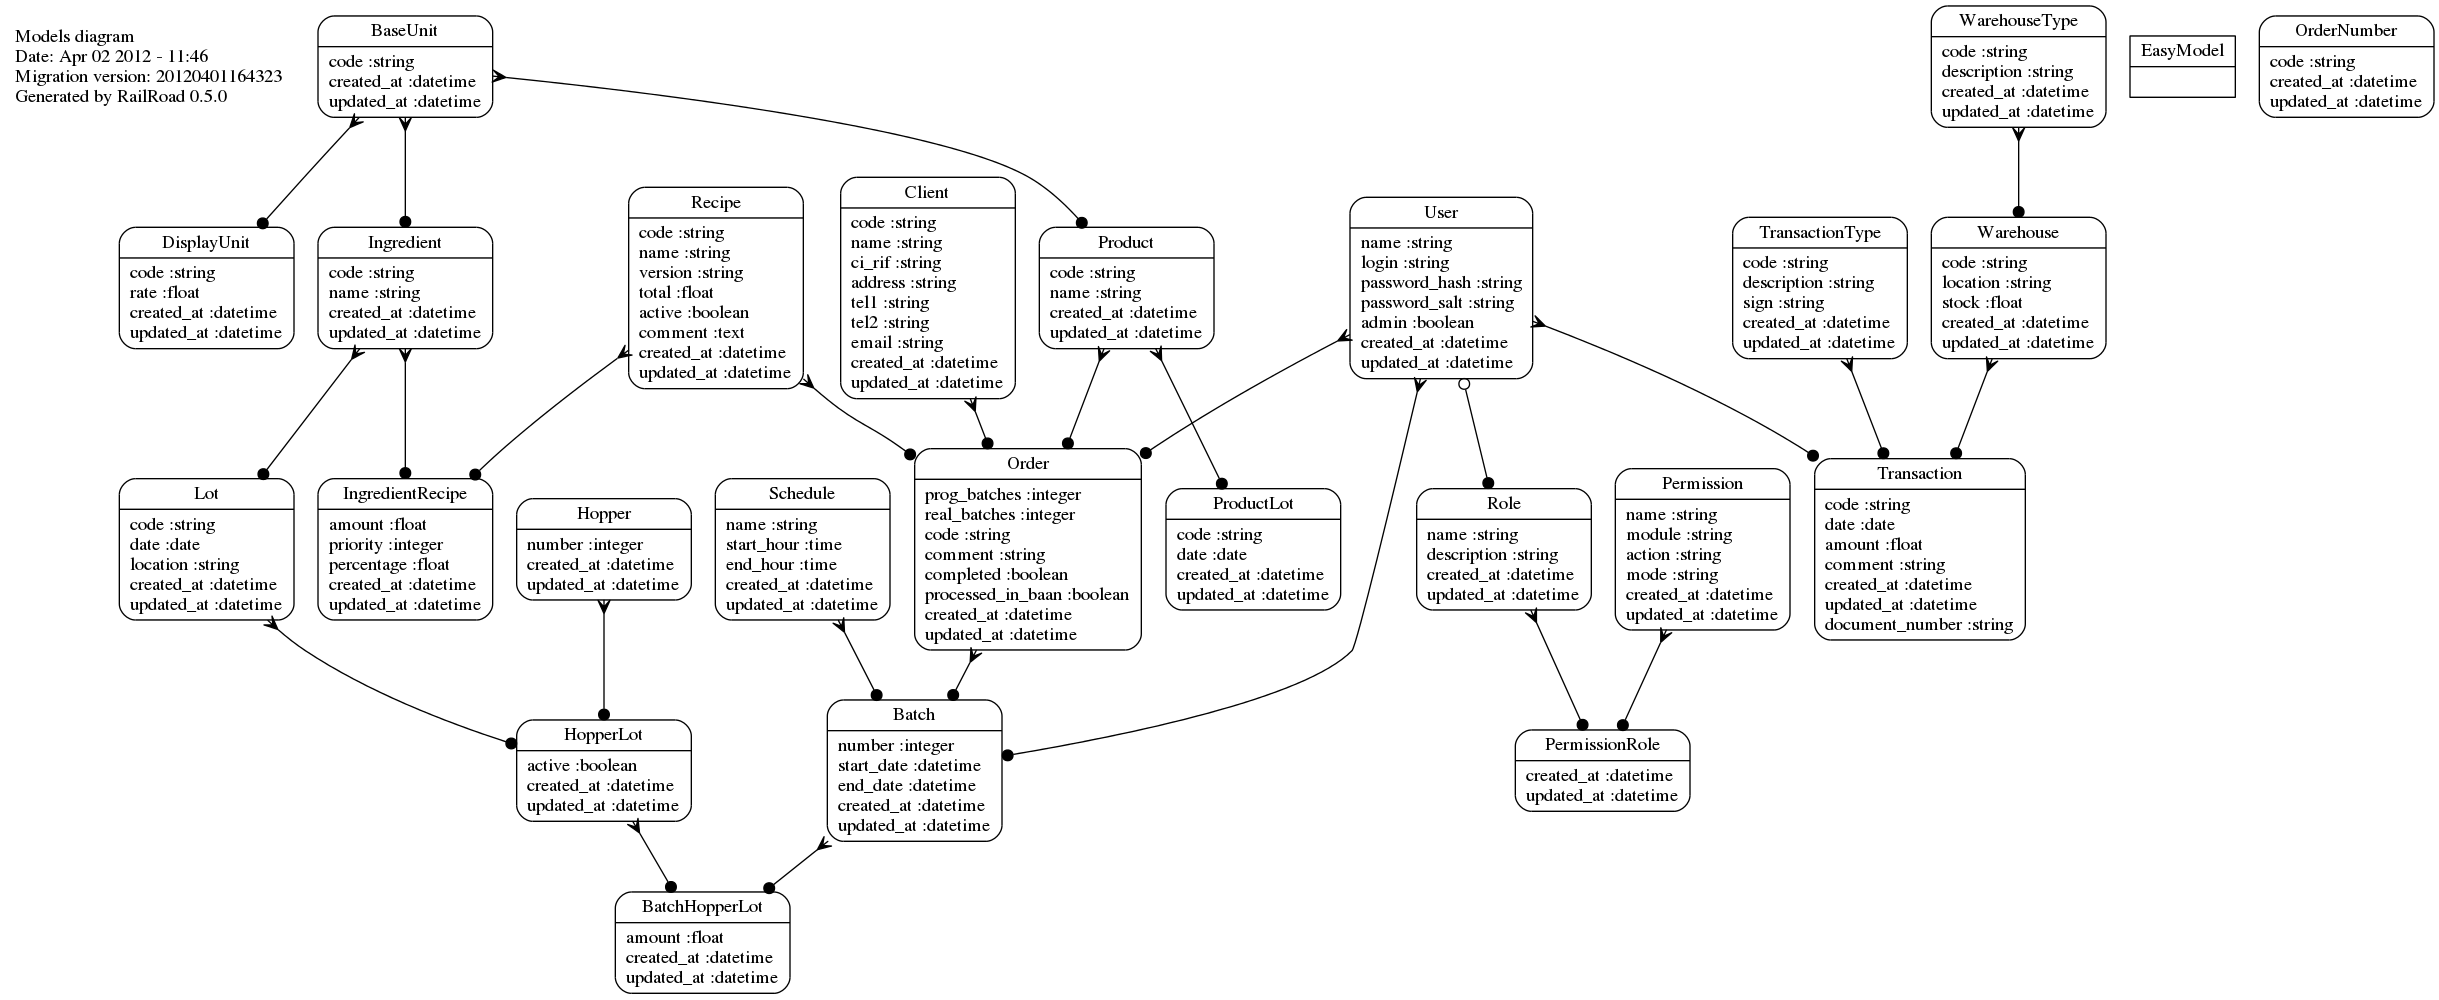 Models diagram
Date: Apr 02 2012 - 11:46
Migration version: 20120401164323
Generated by RailRoad 0.5.0
BaseUnit
code :string
created_at :datetime
updated_at :datetime
WarehouseType
code :string
description :string
created_at :datetime
updated_at :datetime
EasyModel
OrderNumber
code :string
created_at :datetime
updated_at :datetime
DisplayUnit
code :string
rate :float
created_at :datetime
updated_at :datetime
Ingredient
code :string
name :string
created_at :datetime
updated_at :datetime
Recipe
code :string
name :string
version :string
total :float
active :boolean
comment :text
created_at :datetime
updated_at :datetime
Client
code :string
name :string
ci_rif :string
address :string
tel1 :string
tel2 :string
email :string
created_at :datetime
updated_at :datetime
Product
code :string
name :string
created_at :datetime
updated_at :datetime
User
name :string
login :string
password_hash :string
password_salt :string
admin :boolean
created_at :datetime
updated_at :datetime
TransactionType
code :string
description :string
sign :string
created_at :datetime
updated_at :datetime
Warehouse
code :string
location :string
stock :float
created_at :datetime
updated_at :datetime
Lot
code :string
date :date
location :string
created_at :datetime
updated_at :datetime
IngredientRecipe
amount :float
priority :integer
percentage :float
created_at :datetime
updated_at :datetime
Hopper
number :integer
created_at :datetime
updated_at :datetime
Schedule
name :string
start_hour :time
end_hour :time
created_at :datetime
updated_at :datetime
Order
prog_batches :integer
real_batches :integer
code :string
comment :string
completed :boolean
processed_in_baan :boolean
created_at :datetime
updated_at :datetime
ProductLot
code :string
date :date
created_at :datetime
updated_at :datetime
Role
name :string
description :string
created_at :datetime
updated_at :datetime
Permission
name :string
module :string
action :string
mode :string
created_at :datetime
updated_at :datetime
Transaction
code :string
date :date
amount :float
comment :string
created_at :datetime
updated_at :datetime
document_number :string
HopperLot
active :boolean
created_at :datetime
updated_at :datetime
Batch
number :integer
start_date :datetime
end_date :datetime
created_at :datetime
updated_at :datetime
PermissionRole
created_at :datetime
updated_at :datetime
BatchHopperLot
amount :float
created_at :datetime
updated_at :datetime